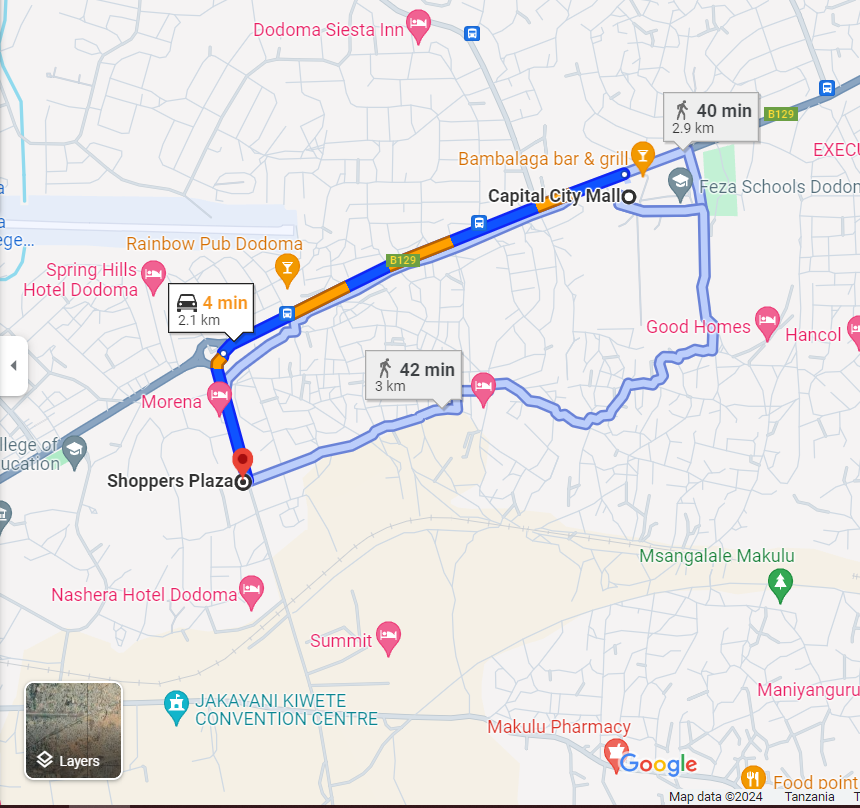 Dodoma Siesta Inn
40 min
2.9 km
B129
EXECU
Bambalaga bar & grill
Feza Schools Dodom
Capital City Mall
a
a
ege...
Rainbow Pub Dodoma
B129
Spring Hills
Hotel Dodoma
4 min
2.1 km
Good Homes
Hancol
42 min
3 km
Morena
llege of
ucation
Shoppers Plaza
Msangalale Makulu
Nashera Hotel Dodoma
Summit
Maniyanguru
JAKAYANI KIWETE
CONVENTION CENTRE
Makulu Pharmacy
Google
Layers
Food point
Map data ©2024
Tanzania
T